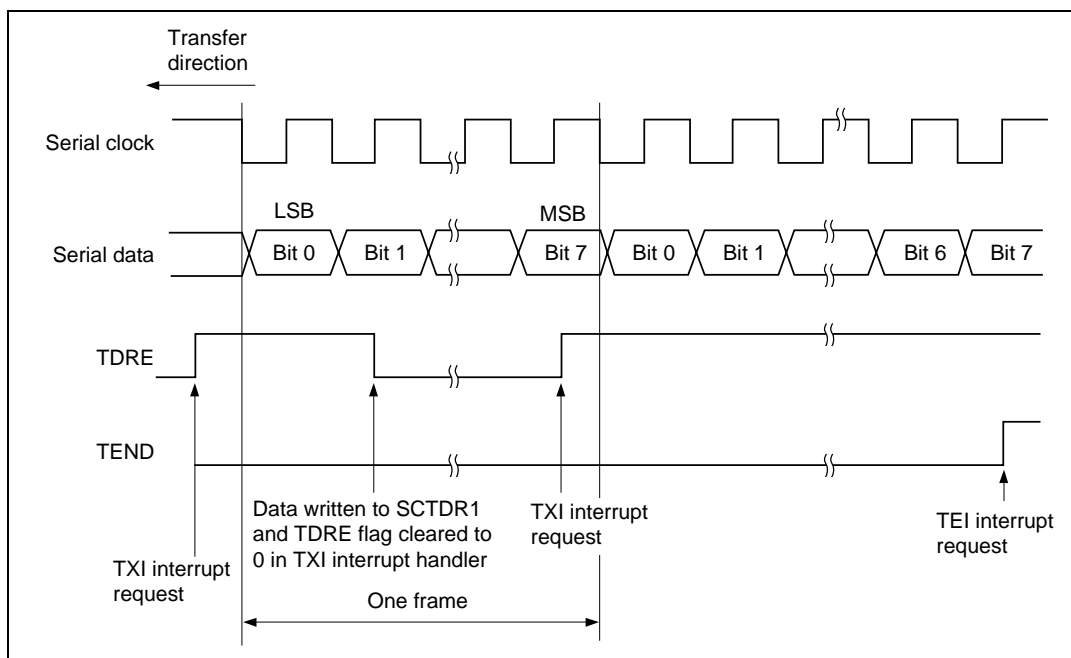 Transfer
direction
Serial clock
LSB
MSB
Serial data
Bit 0
Bit 1
Bit 7
Bit 0
Bit 1
Bit 6
Bit 7
TDRE
TEND
Data written to SCTDR1
and TDRE flag cleared to
0 in TXI interrupt handler
TXI interrupt
request
TEI interrupt
request
TXI interrupt
request
One frame